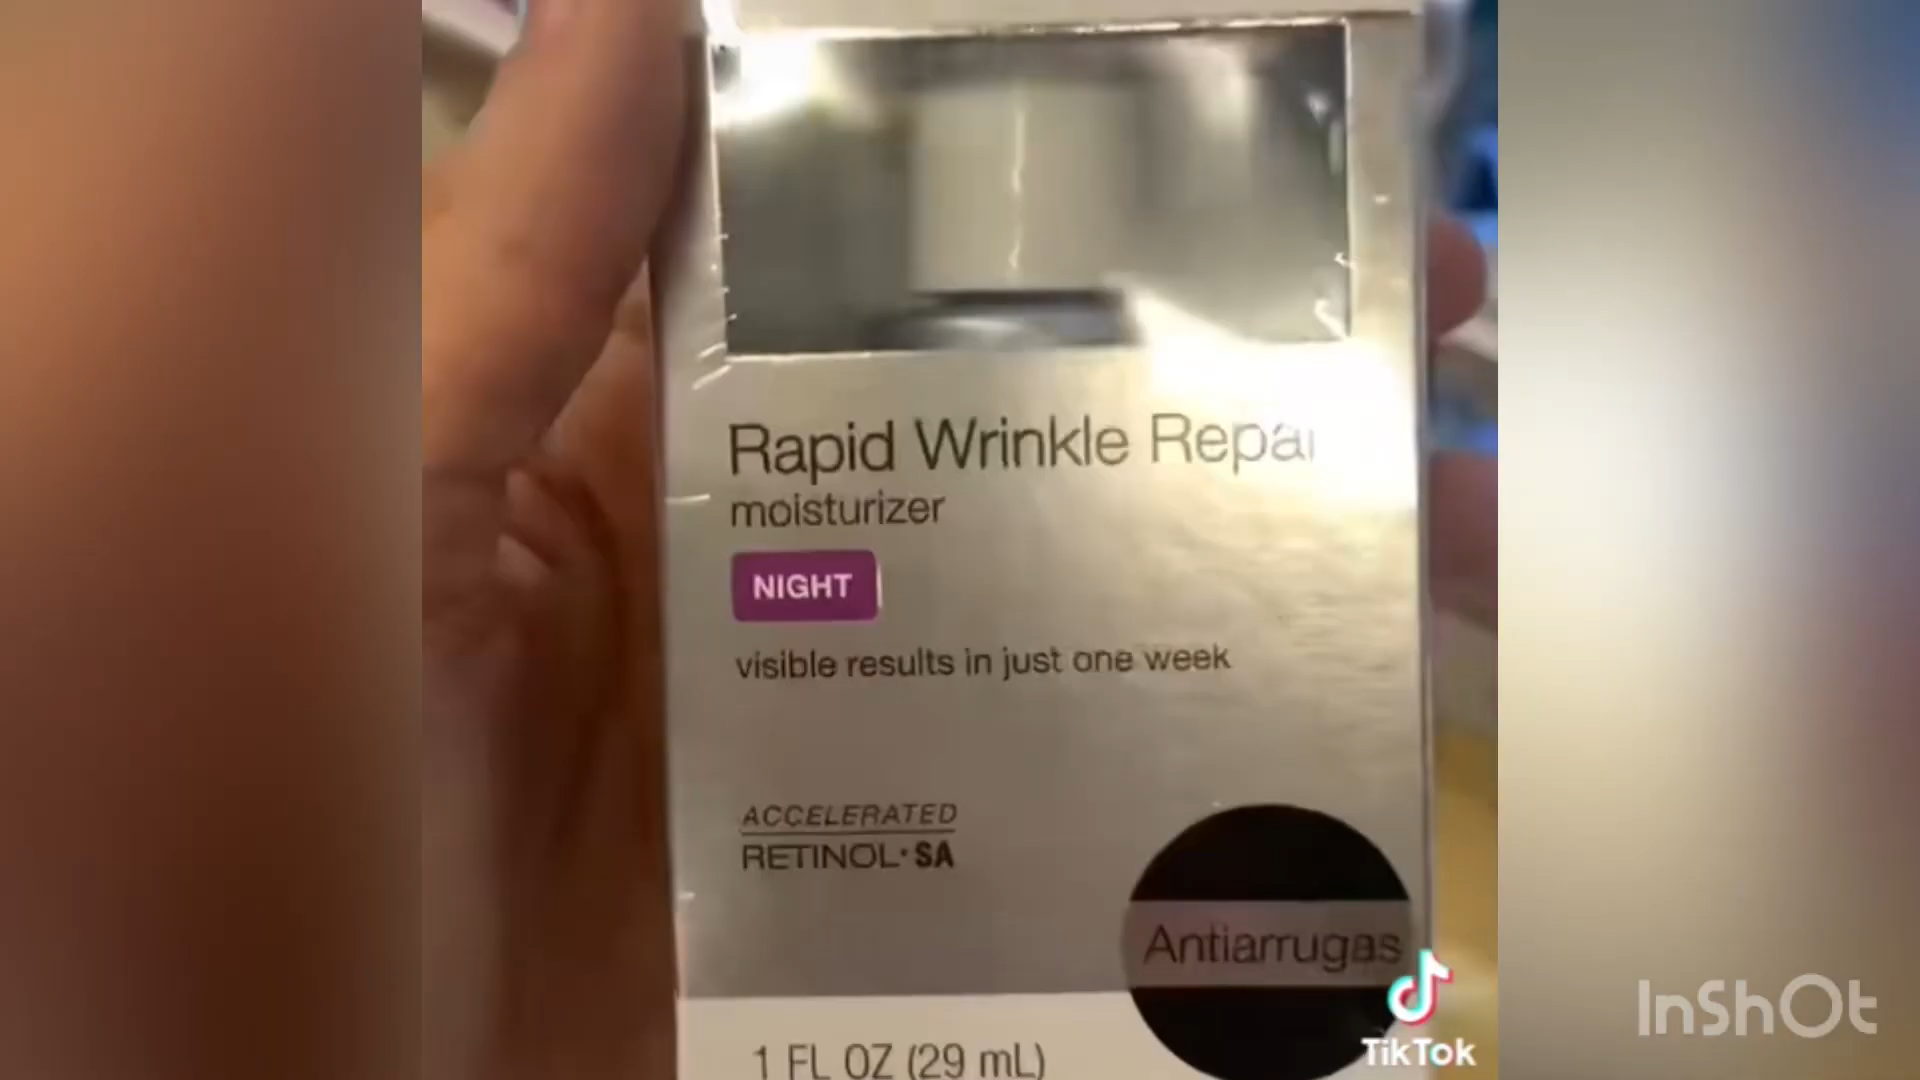 Rapid Wrinkle Repai
moisturizer
NIGHT
visible results in just one week
ACCELERATED
RETINOL•SA
Antiarrugas
1 FL OZ (29 mL)
TikTok
InShOt